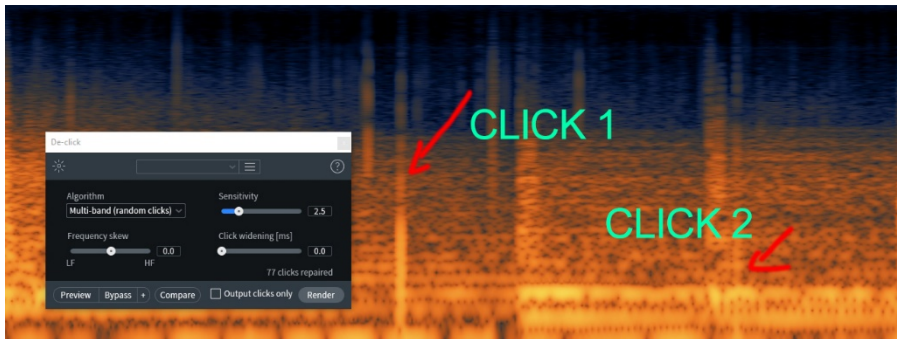 CLICK 1
De-click
?
Algorithm
Sensitivity
Multi-band (random clicks)
2.5
CLICK 2
Frequency skew
Click widening [ms]
0.0
0.0
LF
HF
77 clicks repaired
Preview Bypass + Compare Output clicks only Render